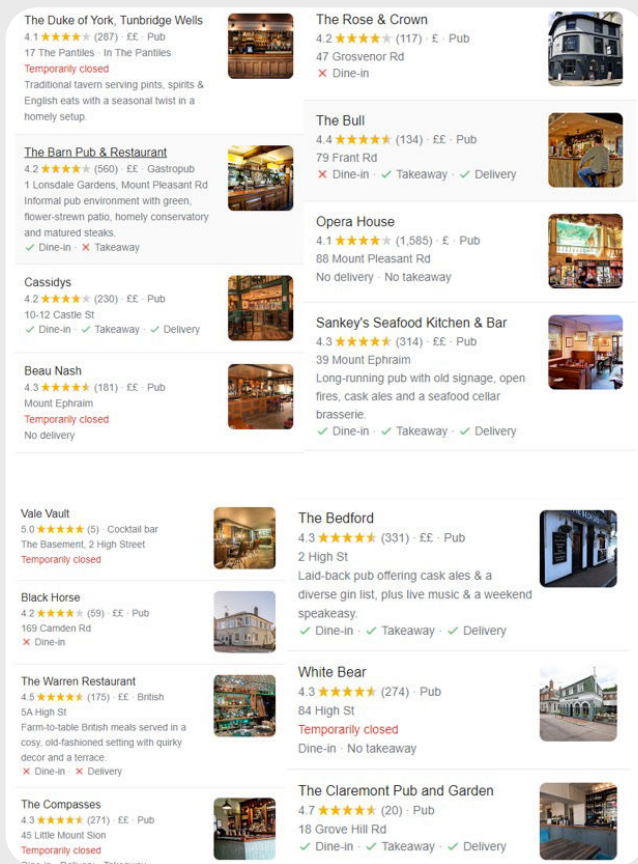 The Duke of York, Tunbridge Wells
4.1 ★★★★★ (287) · ££ · Pub
17 The Pantiles · In The Pantiles
Temporarily closed
Traditional tavern serving pints, spirits &
English eats with a seasonal twist in a
homely setup.
The Barn Pub & Restaurant
4.2 ★★★★★ (560) · ££ · Gastropub
1 Lonsdale Gardens, Mount Pleasant Rd
Informal pub environment with green,
flower-strewn patio, homely conservatory
and matured steaks.
✓ Dine-in · ✕ Takeaway
Cassidys
4.2 ★★★★★ (230) · ££ · Pub
10-12 Castle St
✓ Dine-in · ✓ Takeaway · ✓ Delivery
Beau Nash
4.3 ★★★★★ (181) · ££ · Pub
Mount Ephraim
Temporarily closed
No delivery
The Rose & Crown
4.2 ★★★★★ (117) · £ · Pub
47 Grosvenor Rd
✕ Dine-in
The Bull
4.4 ★★★★★ (134) · ££ · Pub
79 Frant Rd
✕ Dine-in · ✓ Takeaway · ✓ Delivery
Opera House
4.1 ★★★★★ (1,585) · £ · Pub
88 Mount Pleasant Rd
No delivery · No takeaway
Sankey's Seafood Kitchen & Bar
4.3 ★★★★★ (314) · ££ · Pub
39 Mount Ephraim
Long-running pub with old signage, open
fires, cask ales and a seafood cellar
brasserie.
✓ Dine-in · ✓ Takeaway · ✓ Delivery
Vale Vault
5.0 ★★★★★ (5) · Cocktail bar
The Basement, 2 High Street
Temporarily closed
Black Horse
4.2 ★★★★★ (59) · ££ · Pub
169 Camden Rd
✕ Dine-in
The Warren Restaurant
4.5 ★★★★★ (175) · ££ · British
5A High St
Farm-to-table British meals served in a
cosy, old-fashioned setting with quirky
decor and a terrace.
✕ Dine-in · ✕ Delivery
The Compasses
4.3 ★★★★★ (271) · ££ · Pub
45 Little Mount Sion
Temporarily closed
The Bedford
4.3 ★★★★★ (331) · ££ · Pub
2 High St
Laid-back pub offering cask ales & a
diverse gin list, plus live music & a weekend
speakeasy.
✓ Dine-in · ✓ Takeaway · ✓ Delivery
White Bear
4.3 ★★★★★ (274) · Pub
84 High St
Temporarily closed
Dine-in · No takeaway
The Claremont Pub and Garden
4.7 ★★★★★ (20) · Pub
18 Grove Hill Rd
✓ Dine-in · ✓ Takeaway · ✓ Delivery